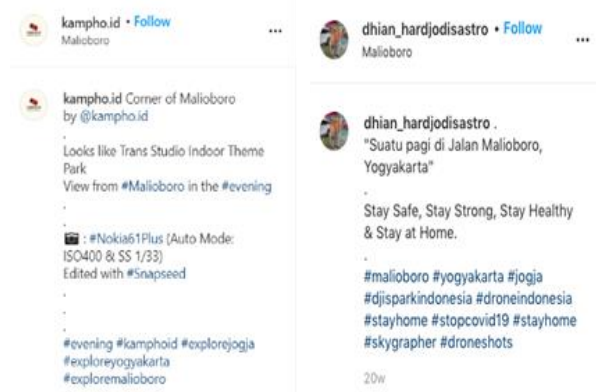 kampho.id • Follow
Malioboro
...
kampho.id Corner of Malioboro
by @kampho.id
.
Looks like Trans Studio Indoor Theme
Park
View from #Malioboro in the #evening
.
.
: #Nokia61Plus (Auto Mode:
ISO400 & SS 1/33)
Edited with #Snapseed
.
.
.
#evening #kamphoid #explorejogja
#exploreyogyakarta
#exploremalioboro
dhian_hardjodisastro • Follow
Malioboro
...
dhian_hardjodisastro .
"Suatu pagi di Jalan Malioboro,
Yogyakarta"
.
Stay Safe, Stay Strong, Stay Healthy
& Stay at Home.
.
#malioboro #yogyakarta #jogja
#djisparkindonesia #droneindonesia
#stayhome #stopcovid19 #stayhome
#skygrapher #droneshots
20w